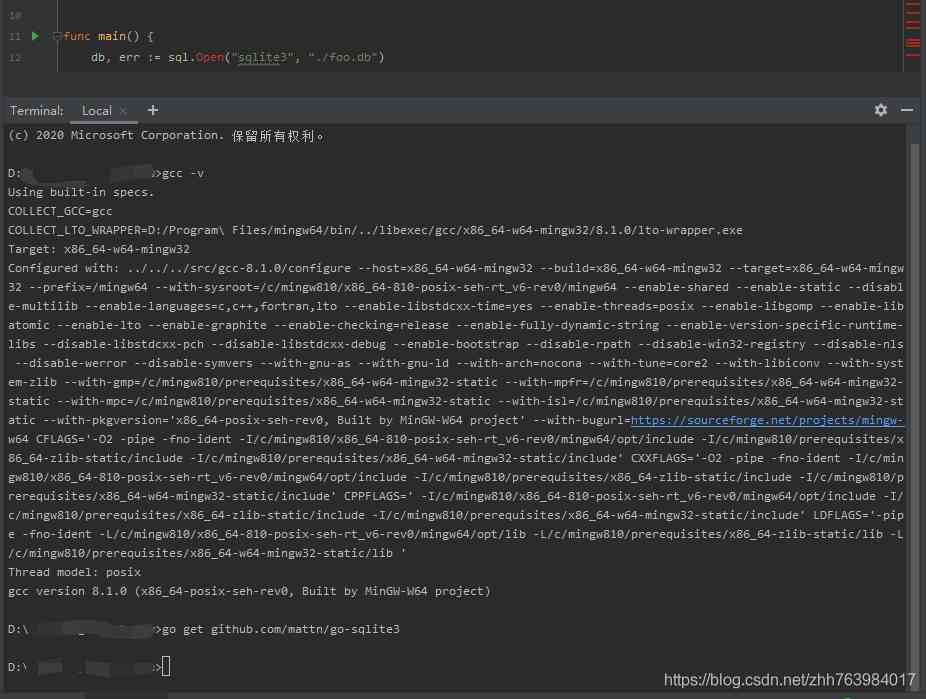 10
11 func main() {
12 db, err := sql.Open("sqlite3", "./foo.db")
Terminal: Local × +
(c) 2020 Microsoft Corporation. 保留所有权利。
D: >gcc -v
Using built-in specs.
COLLECT_GCC=gcc
COLLECT_LTO_WRAPPER=D:/Program\ Files/mingw64/bin/../libexec/gcc/x86_64-w64-mingw32/8.1.0/lto-wrapper.exe
Target: x86_64-w64-mingw32
Configured with: ../../../src/gcc-8.1.0/configure --host=x86_64-w64-mingw32 --build=x86_64-w64-mingw32 --target=x86_64-w64-mingw
32 --prefix=/mingw64 --with-sysroot=/c/mingw810/x86_64-810-posix-seh-rt_v6-rev0/mingw64 --enable-shared --enable-static --disabl
e-multilib --enable-languages=c,c++,fortran,lto --enable-libstdcxx-time=yes --enable-threads=posix --enable-libgomp --enable-lib
atomic --enable-lto --enable-graphite --enable-checking=release --enable-fully-dynamic-string --enable-version-specific-runtime-
libs --disable-libstdcxx-pch --disable-libstdcxx-debug --enable-bootstrap --disable-rpath --disable-win32-registry --disable-nls
--disable-werror --disable-symvers --with-gnu-as --with-gnu-ld --with-arch=nocona --with-tune=core2 --with-libiconv --with-syst
em-zlib --with-gmp=/c/mingw810/prerequisites/x86_64-w64-mingw32-static --with-mpfr=/c/mingw810/prerequisites/x86_64-w64-mingw32-
static --with-mpc=/c/mingw810/prerequisites/x86_64-w64-mingw32-static --with-isl=/c/mingw810/prerequisites/x86_64-w64-mingw32-st
atic --with-pkgversion='x86_64-posix-seh-rev0, Built by MinGW-W64 project' --with-bugurl=https://sourceforge.net/projects/mingw-
w64 CFLAGS='-O2 -pipe -fno-ident -I/c/mingw810/x86_64-810-posix-seh-rt_v6-rev0/mingw64/opt/include -I/c/mingw810/prerequisites/x
86_64-zlib-static/include -I/c/mingw810/prerequisites/x86_64-w64-mingw32-static/include' CXXFLAGS='-O2 -pipe -fno-ident -I/c/min
gw810/x86_64-810-posix-seh-rt_v6-rev0/mingw64/opt/include -I/c/mingw810/prerequisites/x86_64-zlib-static/include -I/c/mingw810/p
rerequisites/x86_64-w64-mingw32-static/include' CPPFLAGS=' -I/c/mingw810/x86_64-810-posix-seh-rt_v6-rev0/mingw64/opt/include -I/
c/mingw810/prerequisites/x86_64-zlib-static/include -I/c/mingw810/prerequisites/x86_64-w64-mingw32-static/include' LDFLAGS='-pip
e -fno-ident -L/c/mingw810/x86_64-810-posix-seh-rt_v6-rev0/mingw64/opt/lib -L/c/mingw810/prerequisites/x86_64-zlib-static/lib -L
/c/mingw810/prerequisites/x86_64-w64-mingw32-static/lib '
Thread model: posix
gcc version 8.1.0 (x86_64-posix-seh-rev0, Built by MinGW-W64 project)
D:\ >go get github.com/mattn/go-sqlite3
D:\ >
https://blog.csdn.net/zhh763984017